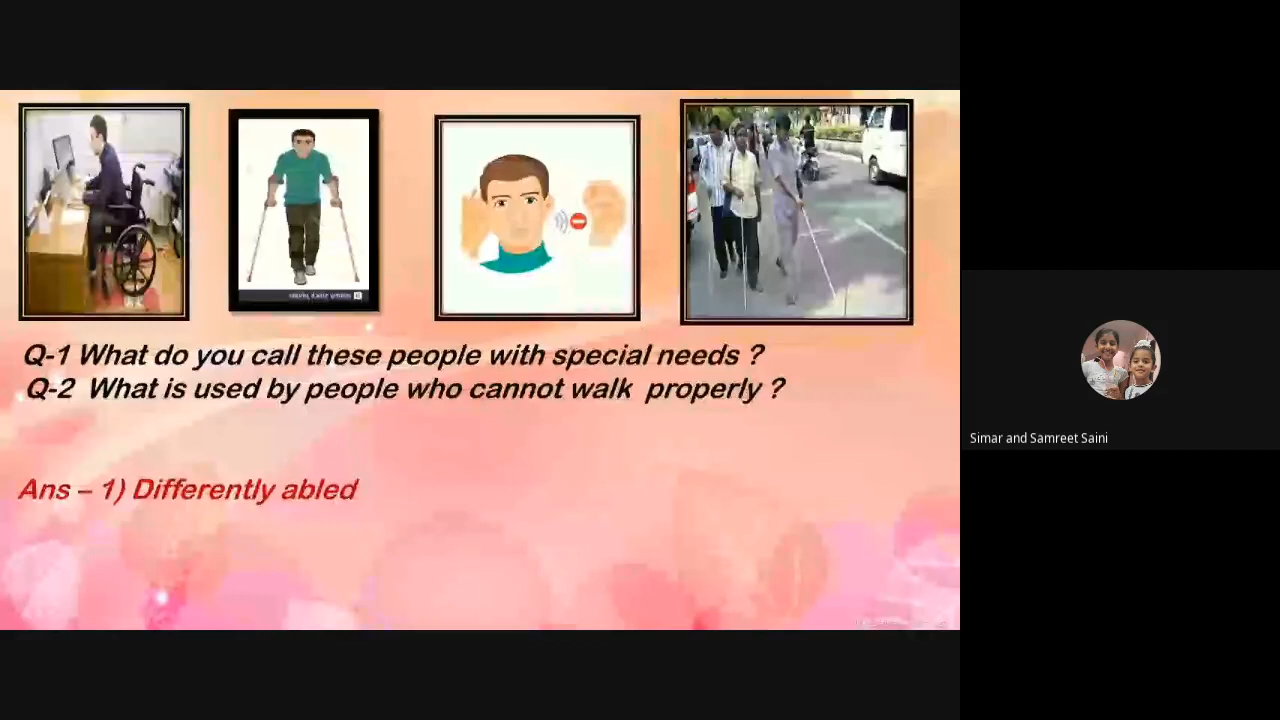 Q-1 What do you call these people with special needs ?
Q-2 What is used by people who cannot walk properly ?
Ans – 1) Differently abled
Simar and Samreet Saini